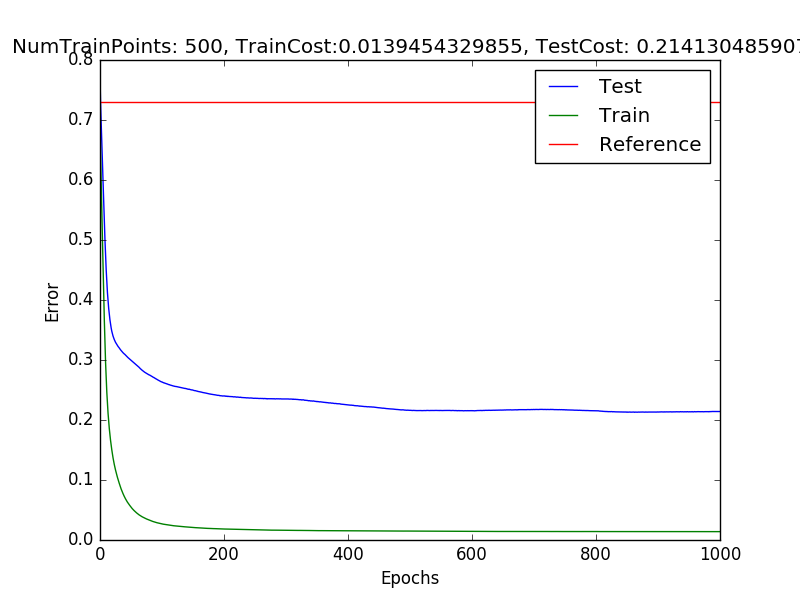 NumTrainPoints: 500, TrainCost:0.0139454329855, TestCost: 0.214130485907
0.8
0.7
0.6
0.5
0.4
0.3
0.2
0.1
0.0
Error
Test
Train
Reference
0 200 400 600 800 1000
Epochs